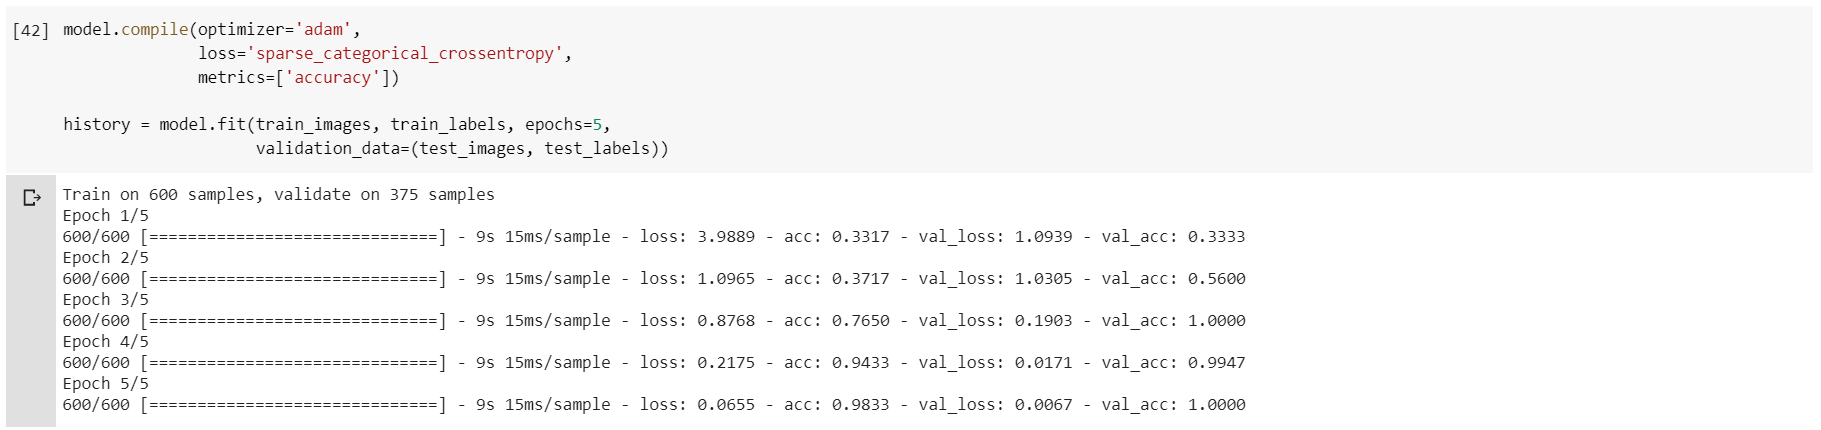 [42] model.compile(optimizer='adam',
loss='sparse_categorical_crossentropy',
metrics=['accuracy'])
history = model.fit(train_images, train_labels, epochs=5,
validation_data=(test_images, test_labels))
Train on 600 samples, validate on 375 samples
Epoch 1/5
600/600 [==============================] - 9s 15ms/sample - loss: 3.9889 - acc: 0.3317 - val_loss: 1.0939 - val_acc: 0.3333
Epoch 2/5
600/600 [==============================] - 9s 15ms/sample - loss: 1.0965 - acc: 0.3717 - val_loss: 1.0305 - val_acc: 0.5600
Epoch 3/5
600/600 [==============================] - 9s 15ms/sample - loss: 0.8768 - acc: 0.7650 - val_loss: 0.1903 - val_acc: 1.0000
Epoch 4/5
600/600 [==============================] - 9s 15ms/sample - loss: 0.2175 - acc: 0.9433 - val_loss: 0.0171 - val_acc: 0.9947
Epoch 5/5
600/600 [==============================] - 9s 15ms/sample - loss: 0.0655 - acc: 0.9833 - val_loss: 0.0067 - val_acc: 1.0000